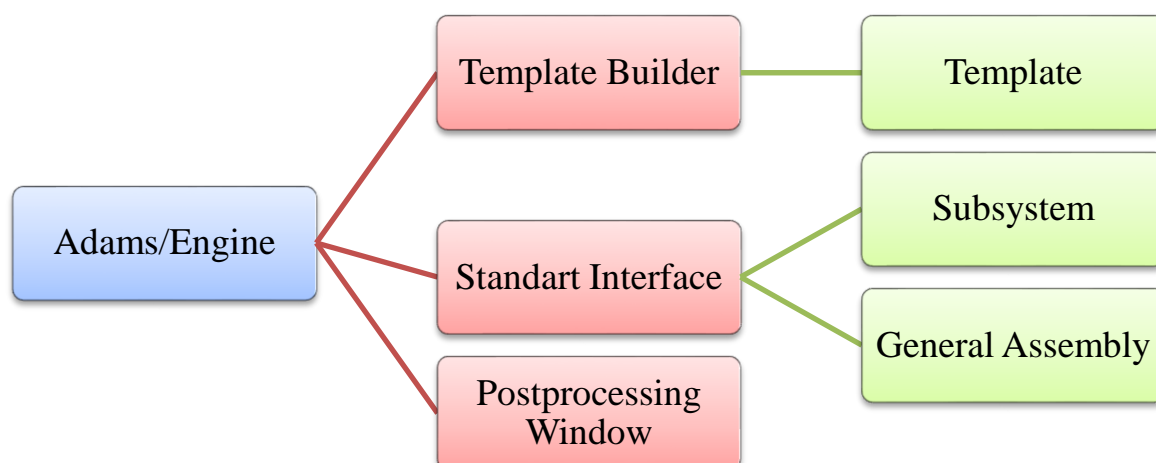 Template Builder
Template
Adams/Engine
Subsystem
Standart Interface
General Assembly
Postprocessing
Window